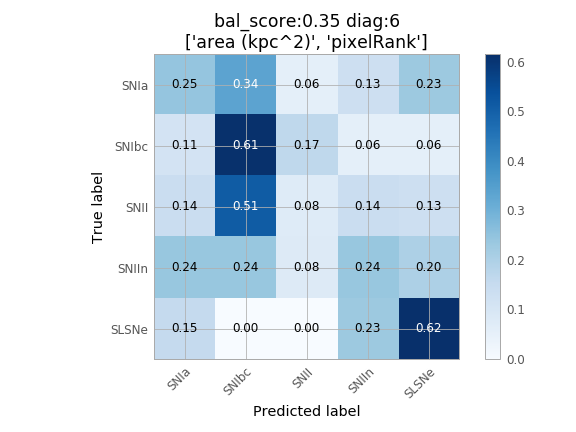 bal_score:0.35 diag:6
['area (kpc^2)', 'pixelRank']
SNIa 0.25 0.34 0.06 0.13 0.23
SNIbc 0.11 0.61 0.17 0.06 0.06
SNII 0.14 0.51 0.08 0.14 0.13
SNIIn 0.24 0.24 0.08 0.24 0.20
SLSNe 0.15 0.00 0.00 0.23 0.62
SNIa SNIbc SNII SNIIn SLSNe
True label
Predicted label
0.6
0.5
0.4
0.3
0.2
0.1
0.0